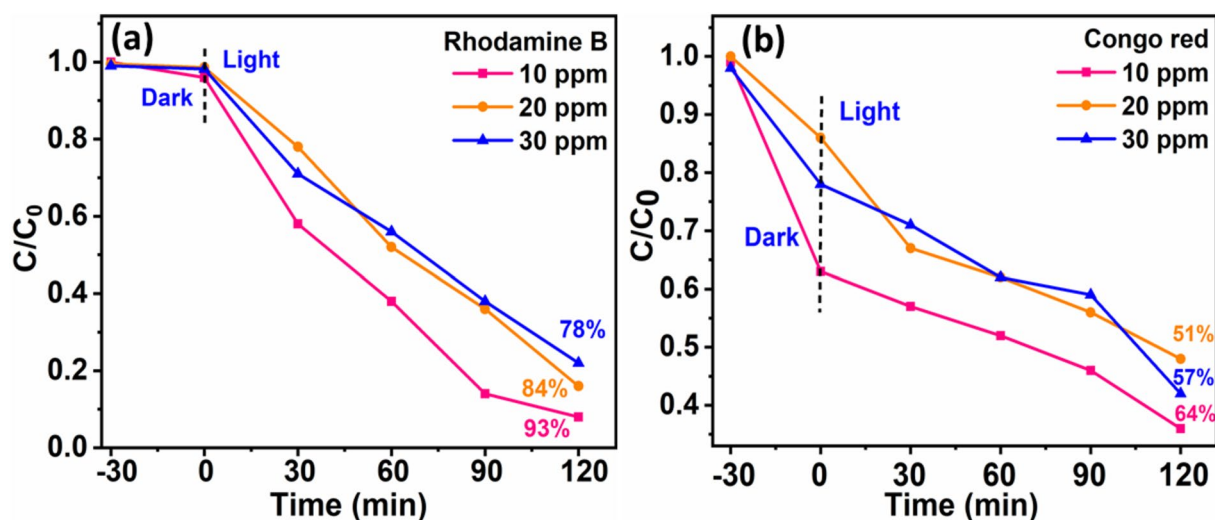 (a)
Rhodamine B
10 ppm
20 ppm
30 ppm
Light
Dark
78%
84%
93%
1.0
0.8
0.6
0.4
0.2
0.0
C/C0
-30 0 30 60 90 120
Time (min)
(b)
Congo red
10 ppm
20 ppm
30 ppm
Light
Dark
51%
57%
64%
1.0
0.9
0.8
0.7
0.6
0.5
0.4
C/C0
-30 0 30 60 90 120
Time (min)